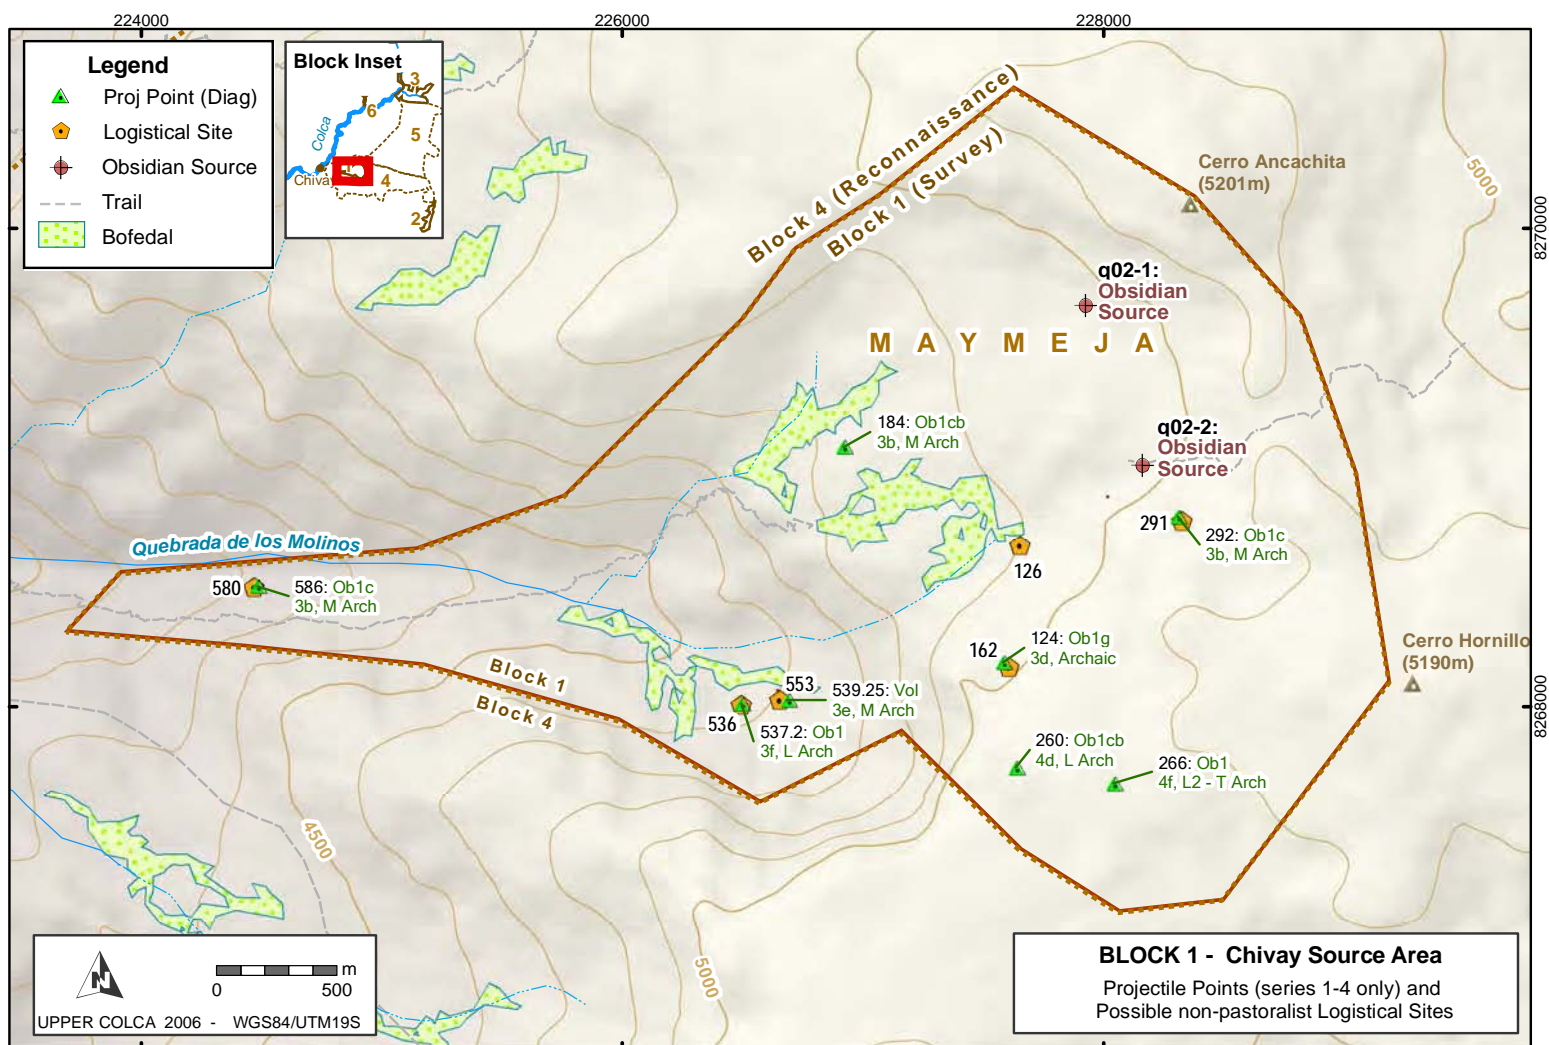 224000
226000
228000
Legend
Proj Point (Diag)
Logistical Site
Obsidian Source
Trail
Bofedal
Block Inset
3
6
5
Colca
1
Chivay
4
2
Block 4 (Reconnaissance)
Block 1 (Survey)
Cerro Ancachita
(5201m)
5000
8270000
q02-1:
Obsidian
Source
MAYMEJA
184: Ob1cb
3b, M Arch
q02-2:
Obsidian
Source
291
292: Ob1c
3b, M Arch
Quebrada de los Molinos
126
580
586: Ob1c
3b, M Arch
162
124: Ob1g
3d, Archaic
Cerro Hornillo
(5190m)
Block 1
Block 4
553
539.25: Vol
3e, M Arch
536
537.2: Ob1
3f, L Arch
8268000
260: Ob1cb
4d, L Arch
266: Ob1
4f, L2 - T Arch
4500
5000
N
m
0 500
UPPER COLCA 2006 - WGS84/UTM19S
BLOCK 1 - Chivay Source Area
Projectile Points (series 1-4 only) and
Possible non-pastoralist Logistical Sites